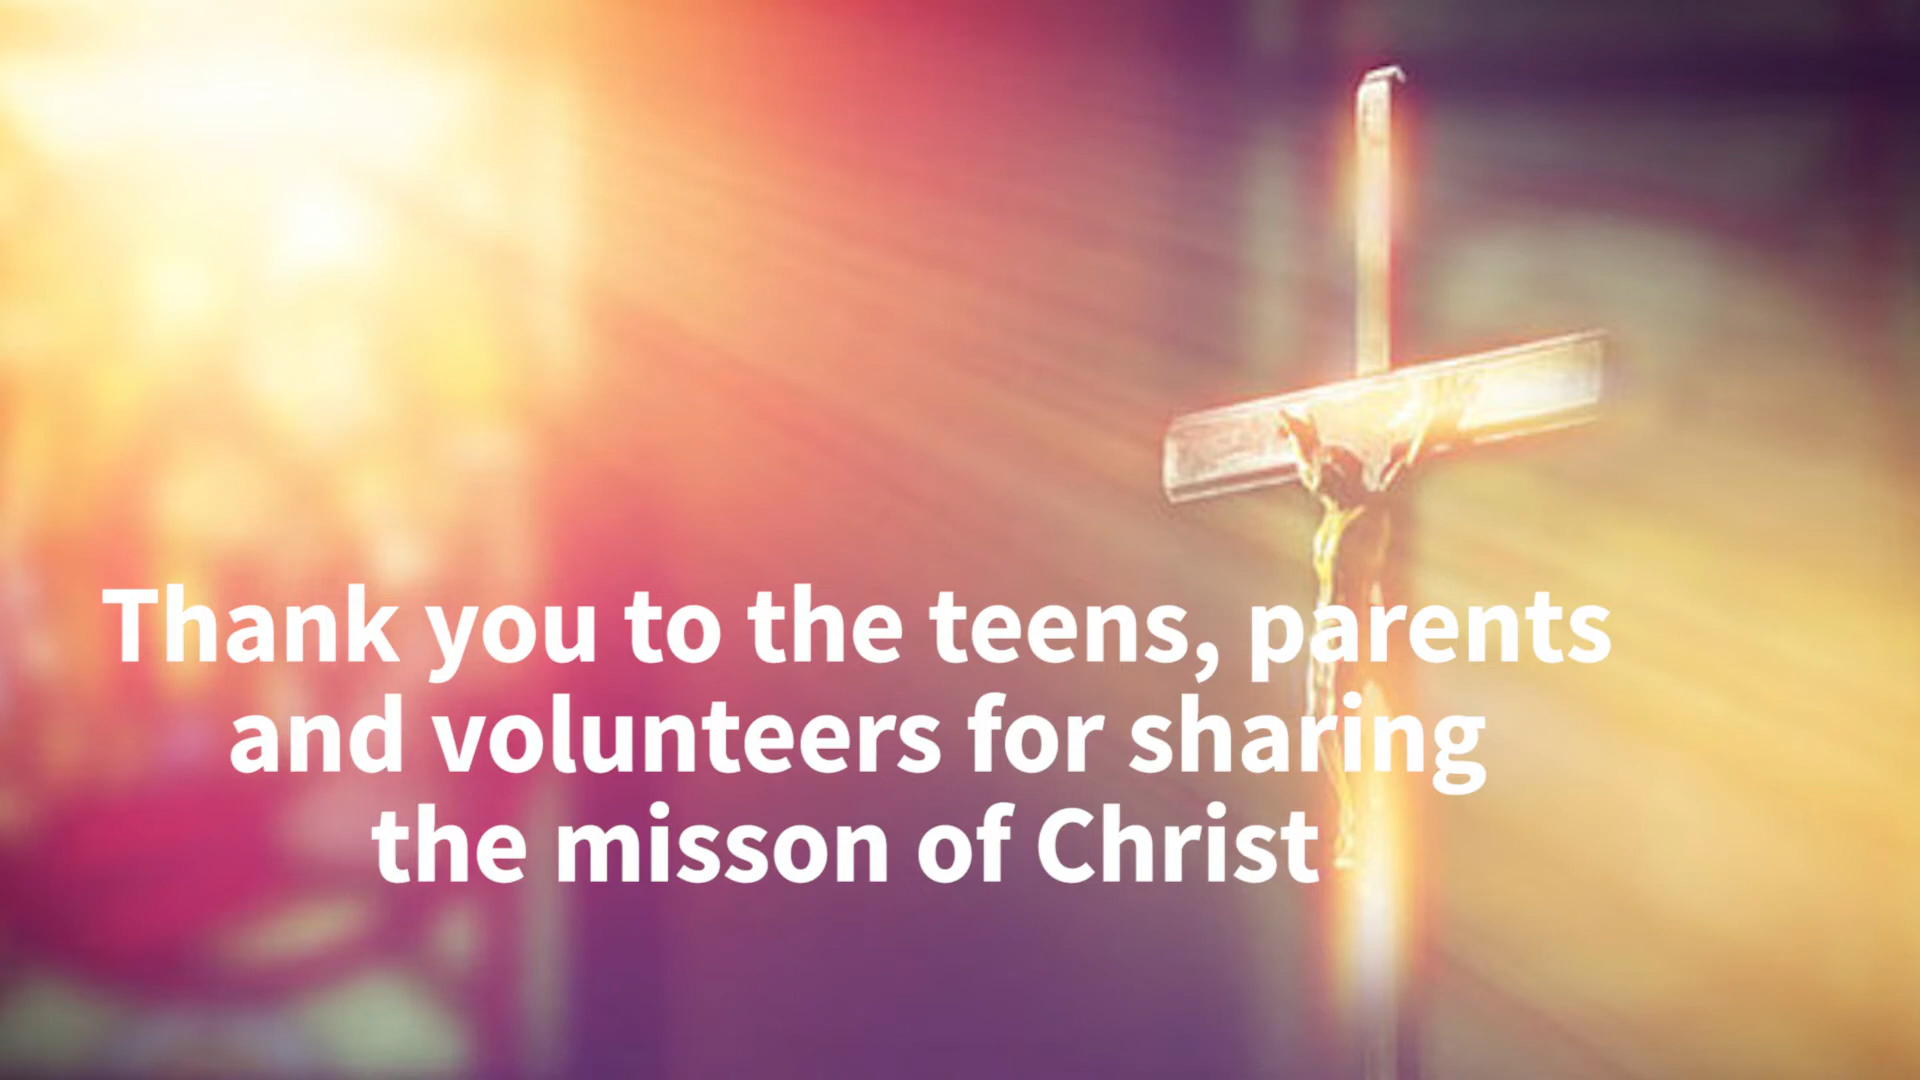 Thank you to the teens, parents
and volunteers for sharing
the misson of Christ